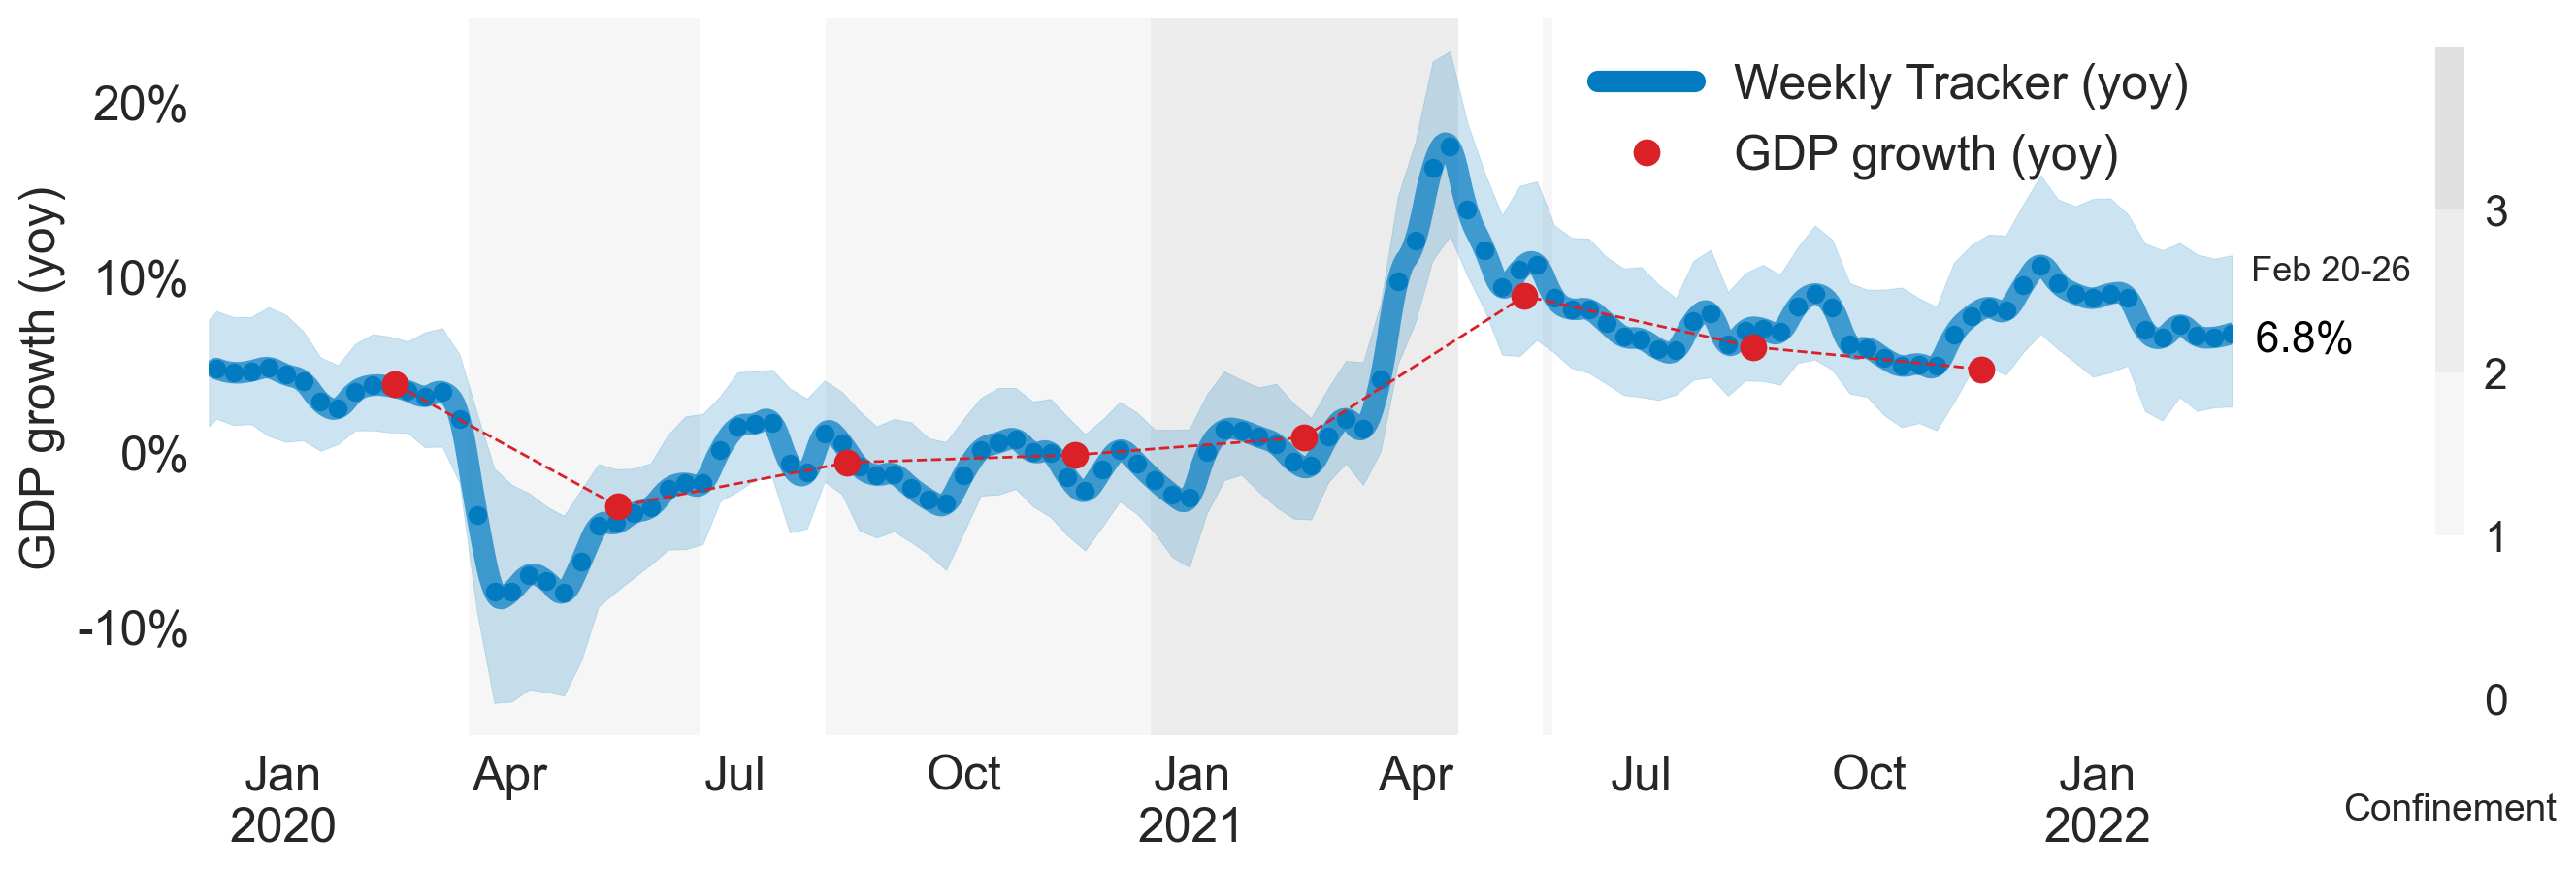 Weekly Tracker (yoy)
GDP growth (yoy)
GDP growth (yoy)
20%
10%
0%
-10%
Feb 20-26
6.8%
3
2
1
0
Jan Apr Jul Oct Jan Apr Jul Oct Jan
2020 2021 2022
Confinement